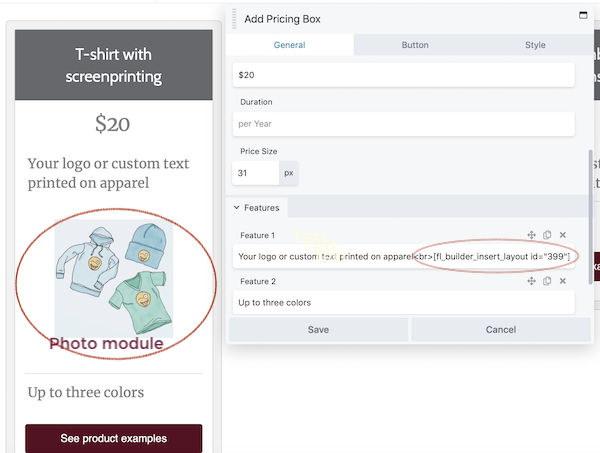 T-shirt with
screenprinting
$20
Your logo or custom text
printed on apparel
Photo module
Up to three colors
See product examples
Add Pricing Box
General Button Style
$20
Duration
per Year
Price Size
31 px
Features
Feature 1
Your logo or custom text printed on apparel<br>[fl_builder_insert_layout id="399"]
Feature 2
Up to three colors
Save Cancel